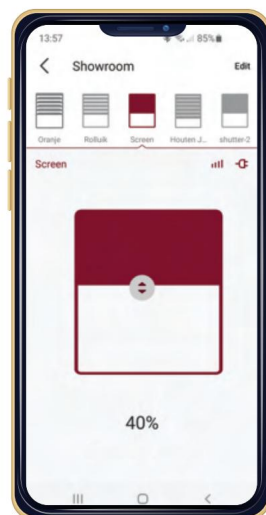 13:57 85%
Showroom Edit
Oranje Rolluik Screen Houten J... shutter-2
Screen
40%